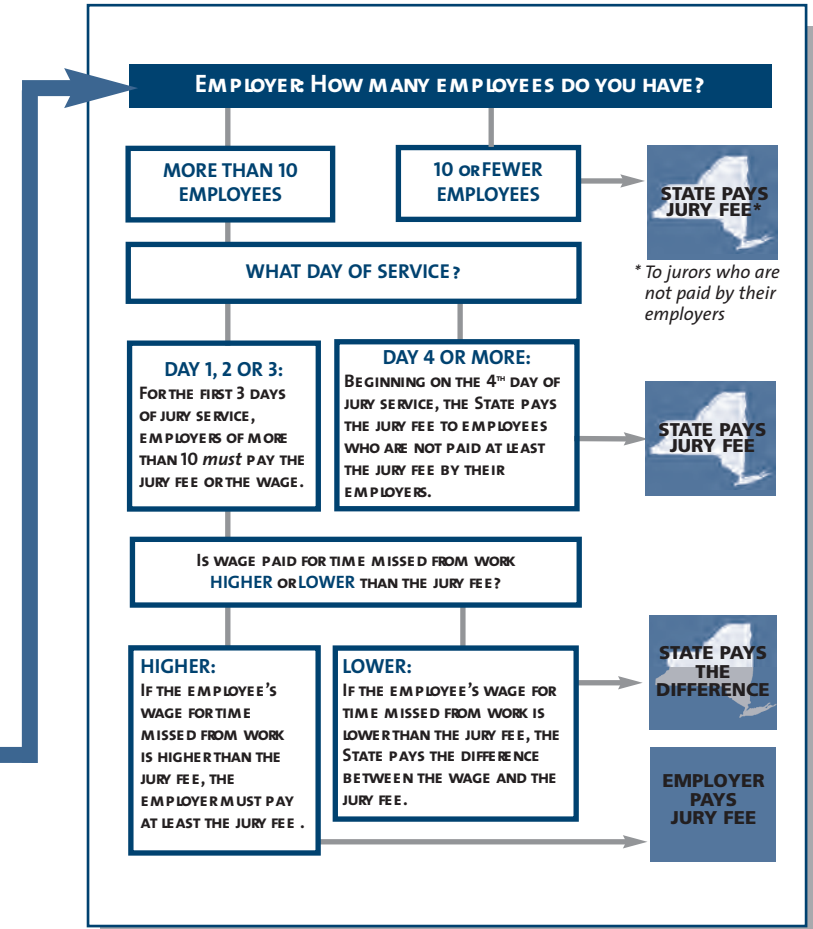 EMPLOYER: HOW MANY EMPLOYEES DO YOU HAVE?
MORE THAN 10
EMPLOYEES
10 OR FEWER
EMPLOYEES
STATE PAYS
JURY FEE*
* To jurors who are
not paid by their
employers
WHAT DAY OF SERVICE?
DAY 1, 2 OR 3:
FOR THE FIRST 3 DAYS
OF JURY SERVICE,
EMPLOYERS OF MORE
THAN 10 must PAY THE
JURY FEE OR THE WAGE.
DAY 4 OR MORE:
BEGINNING ON THE 4TH DAY OF
JURY SERVICE, THE STATE PAYS
THE JURY FEE TO EMPLOYEES
WHO ARE NOT PAID AT LEAST
THE JURY FEE BY THEIR
EMPLOYERS.
STATE PAYS
JURY FEE
IS WAGE PAID FOR TIME MISSED FROM WORK
HIGHER OR LOWER THAN THE JURY FEE?
HIGHER:
IF THE EMPLOYEE'S
WAGE FOR TIME
MISSED FROM WORK
IS HIGHER THAN THE
JURY FEE, THE
EMPLOYER MUST PAY
AT LEAST THE JURY FEE .
LOWER:
IF THE EMPLOYEE'S WAGE FOR
TIME MISSED FROM WORK IS
LOWER THAN THE JURY FEE, THE
STATE PAYS THE DIFFERENCE
BETWEEN THE WAGE AND THE
JURY FEE.
STATE PAYS
THE
DIFFERENCE
EMPLOYER
PAYS
JURY FEE